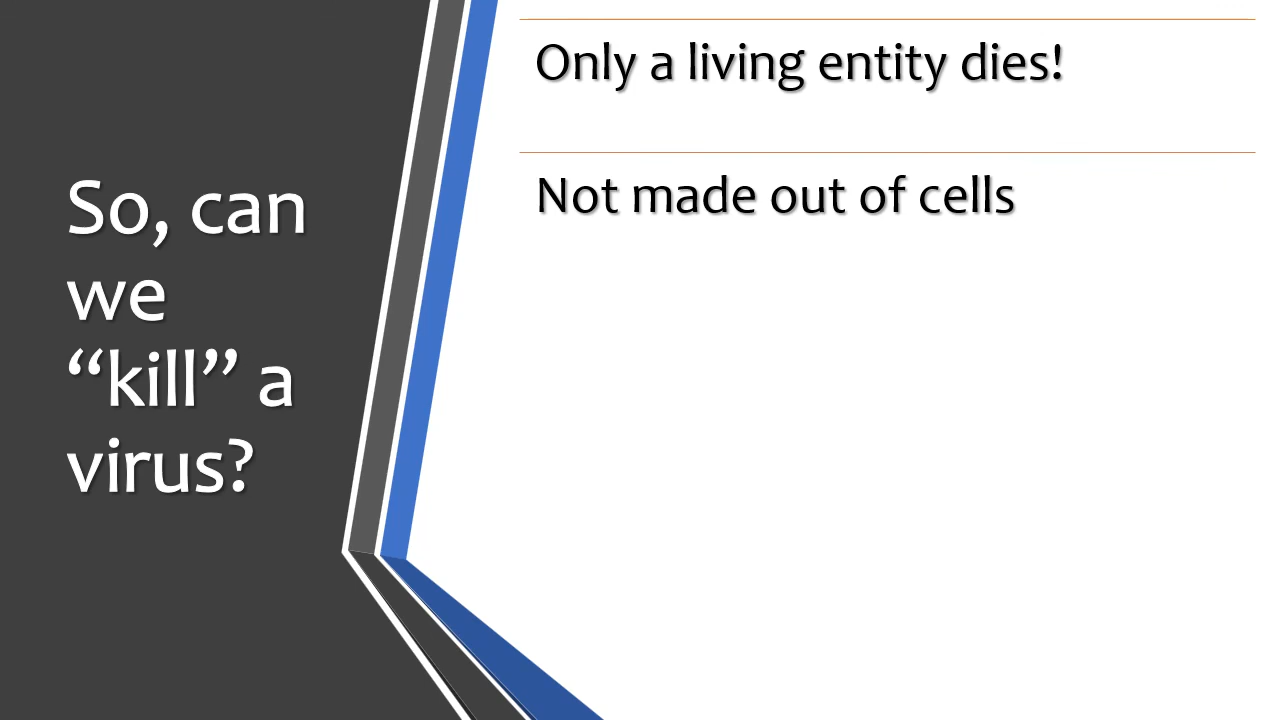 So, can
we
“kill” a
virus?
Only a living entity dies!
Not made out of cells